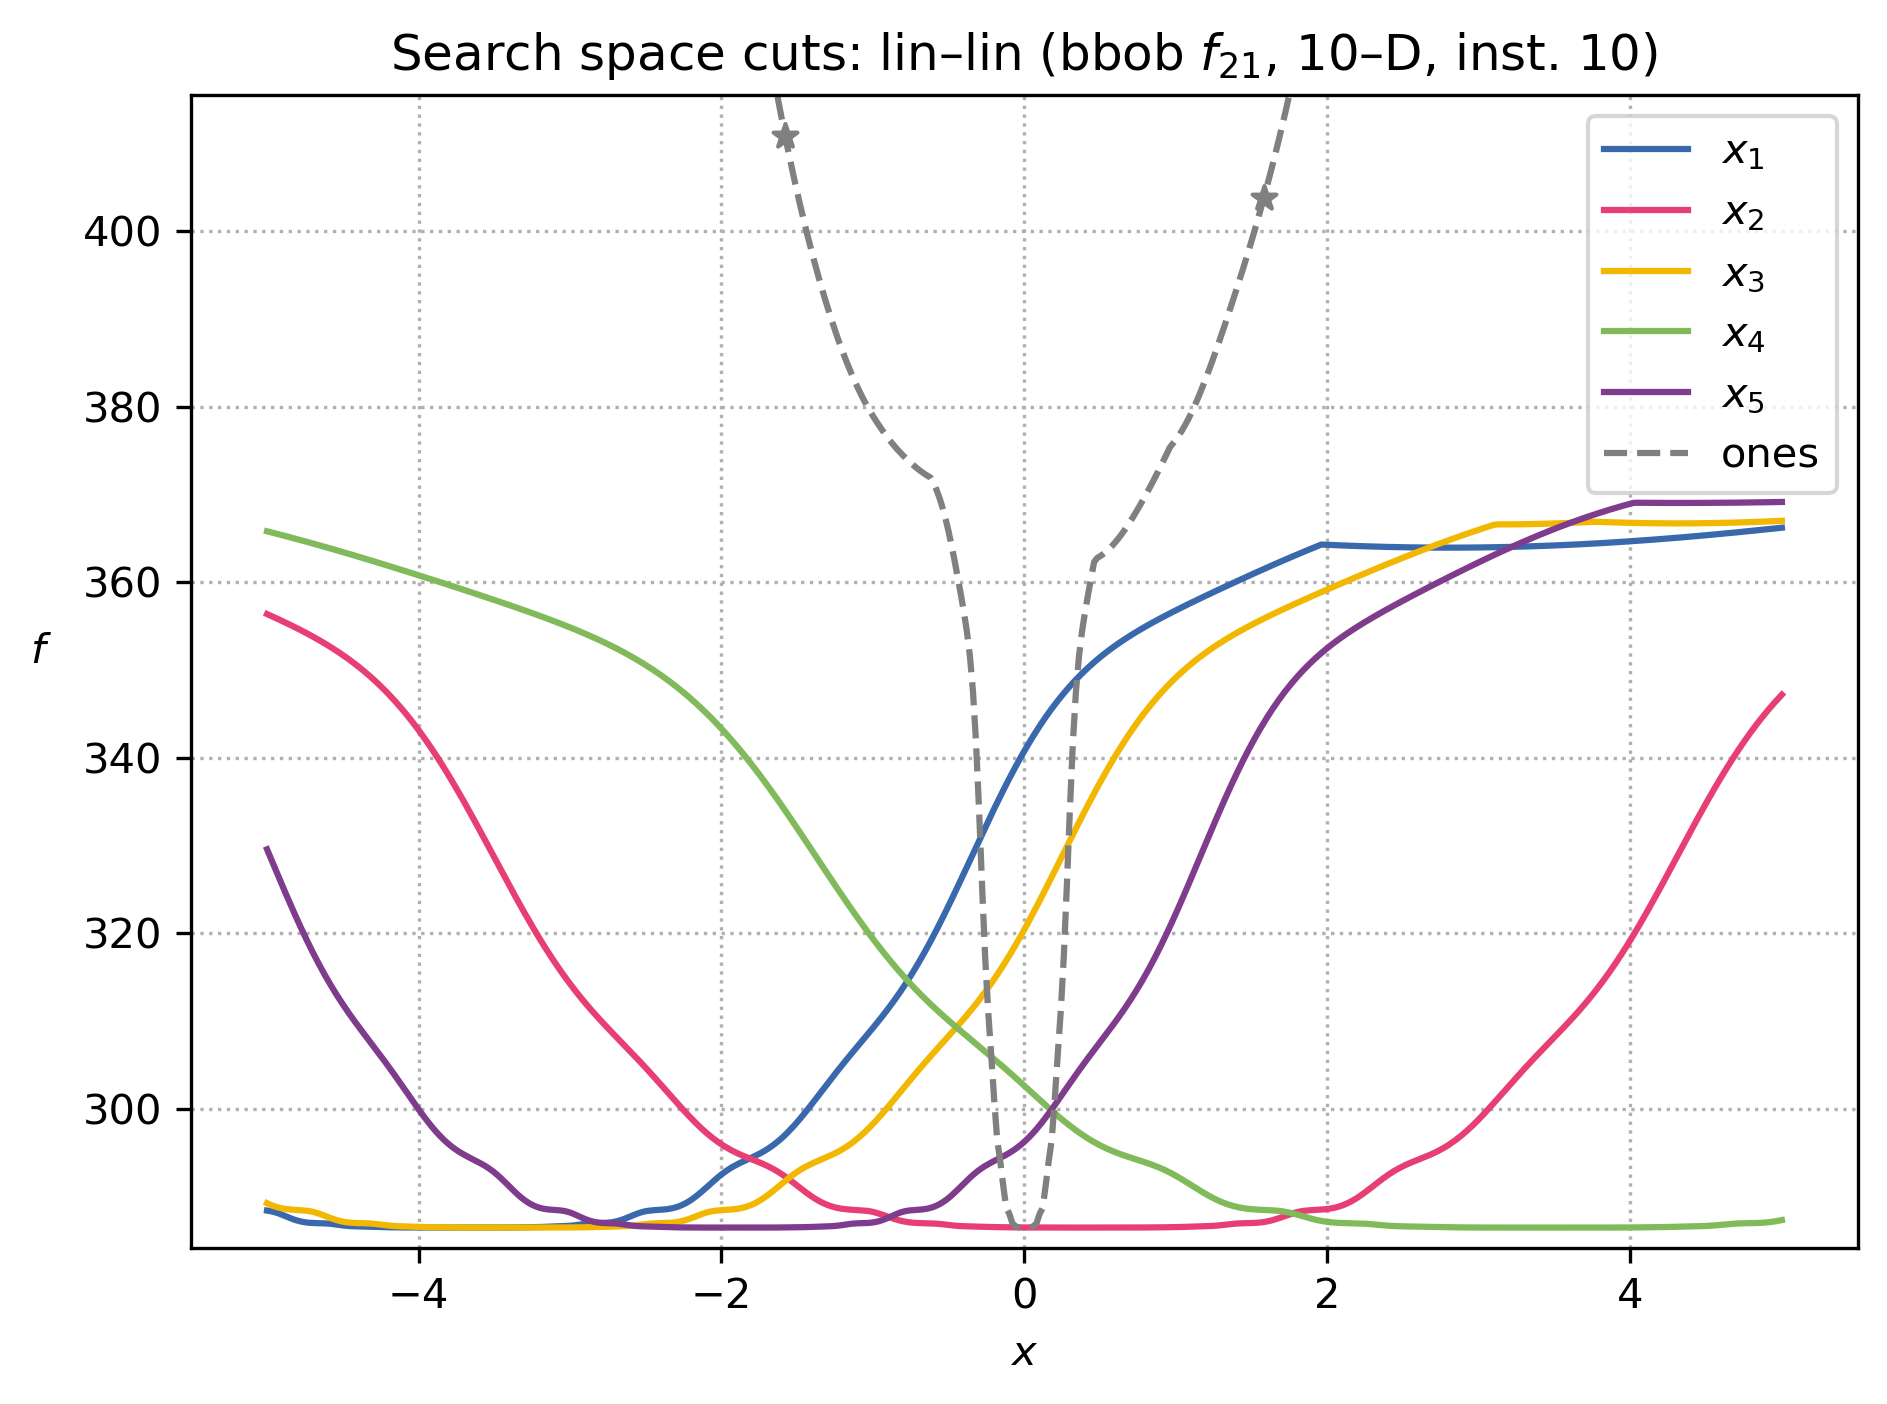 Search space cuts: lin–lin (bbob f₂₁, 10–D, inst. 10)
f
400
380
360
340
320
300
−4
−2
0
2
4
x
x₁
x₂
x₃
x₄
x₅
ones